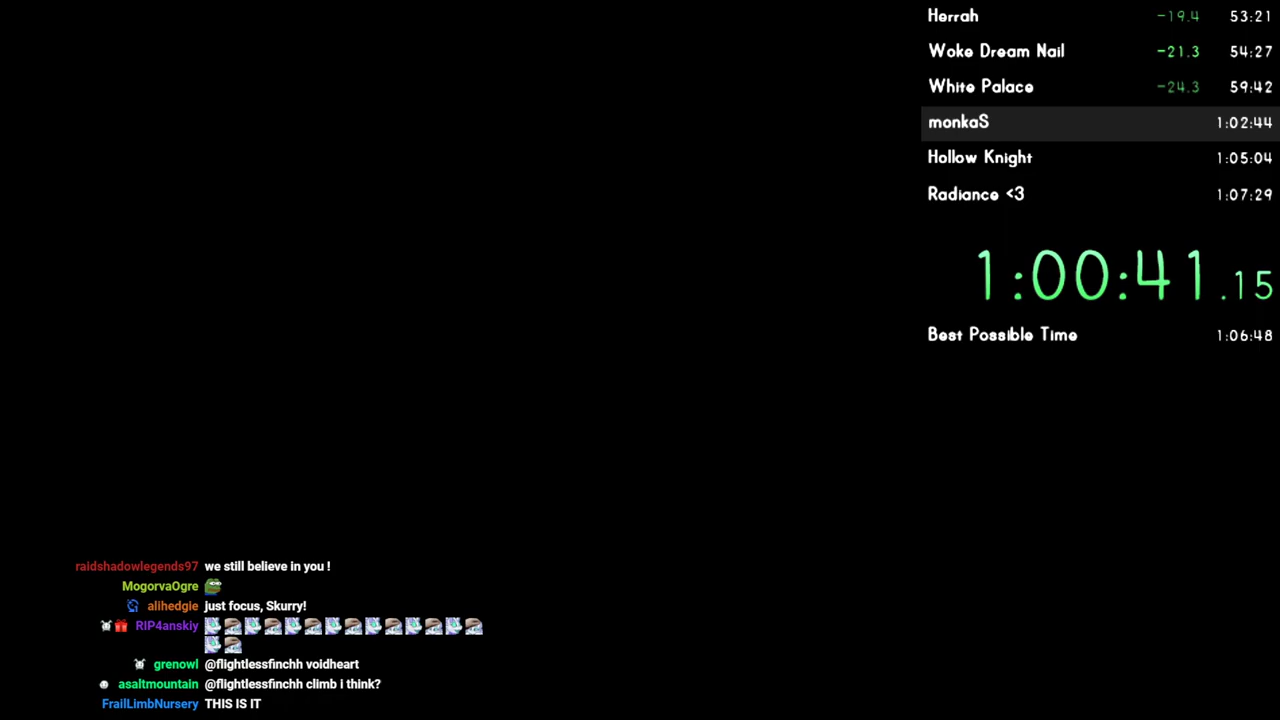 Herrah -19.4 53:21
Woke Dream Nail -21.3 54:27
White Palace -24.3 59:42
monkaS 1:02:44
Hollow Knight 1:05:04
Radiance <3 1:07:29
1:00:41.15
Best Possible Time 1:06:48
raidshadowlegends97 we still believe in you !
MogorvaOgre
alihedgie just focus, Skurry!
RIP4anskiy
grenowl @flightlessfinchh voidheart
asaltmountain @flightlessfinchh climb i think?
FrailLimbNursery THIS IS IT